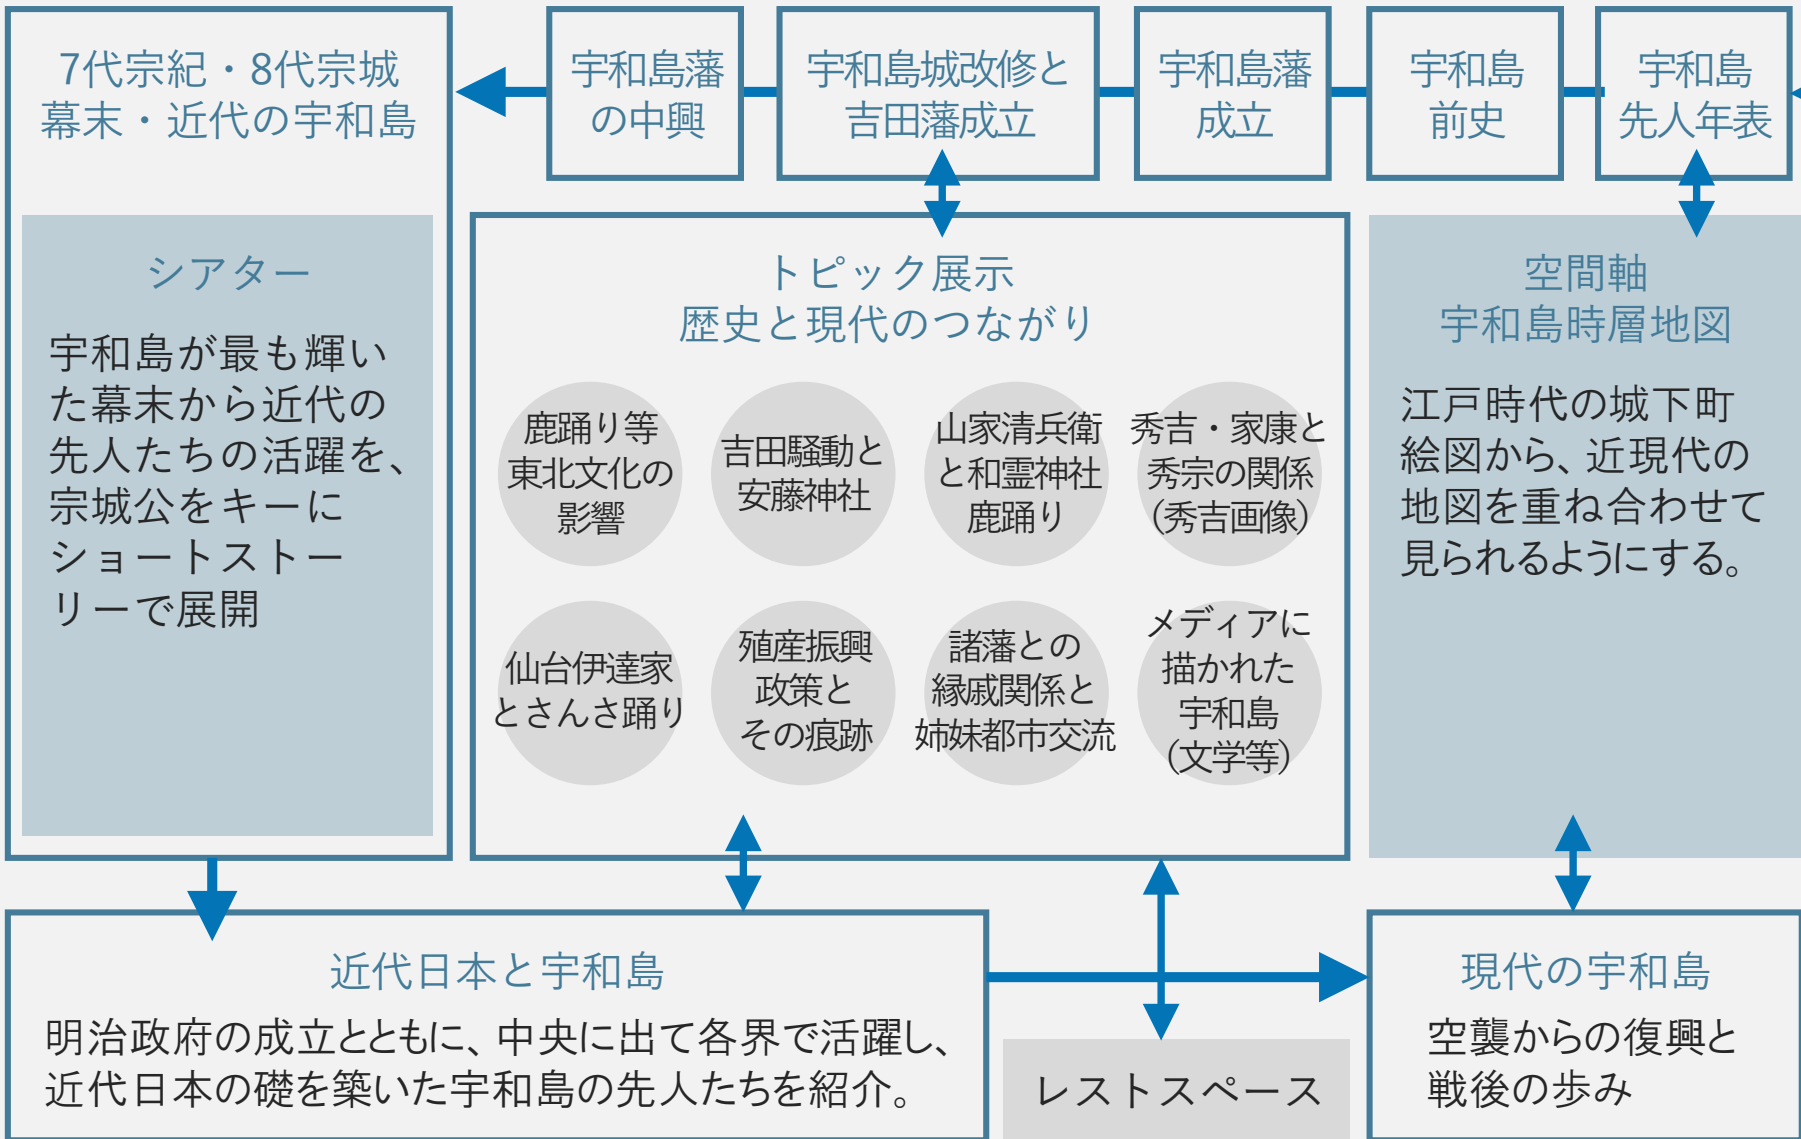 7代宗紀・8代宗城
幕末・近代の宇和島
宇和島藩
の中興
宇和島城改修と
吉田藩成立
宇和島藩
成立
宇和島
前史
宇和島
先人年表
シアター
宇和島が最も輝い
た幕末から近代の
先人たちの活躍を、
宗城公をキーに
ショートストー
リーで展開
トピック展示
歴史と現代のつながり
鹿踊り等
東北文化の
影響
吉田騒動と
安藤神社
山家清兵衛
と和霊神社
鹿踊り
秀吉・家康と
秀宗の関係
（秀吉画像）
仙台伊達家
とさんさ踊り
殖産振興
政策と
その痕跡
諸藩との
縁戚関係と
姉妹都市交流
メディアに
描かれた
宇和島
（文学等）
空間軸
宇和島時層地図
江戸時代の城下町
絵図から、近現代の
地図を重ね合わせて
見られるようにする。
近代日本と宇和島
明治政府の成立とともに、中央に出て各界で活躍し、
近代日本の礎を築いた宇和島の先人たちを紹介。
レストスペース
現代の宇和島
空襲からの復興と
戦後の歩み